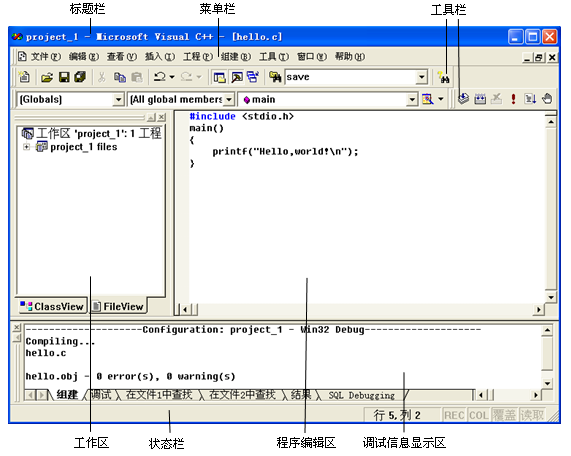 标题栏 菜单栏 工具栏
project_1 - Microsoft Visual C++ - [hello.c]
文件(F) 编辑(E) 查看(V) 插入(I) 工程(P) 组建(B) 工具(T) 窗口(W) 帮助(H)
save
(Globals) (All global members main
工作区 'project_1': 1 工程
project_1 files
#include <stdio.h>
main()
{
printf("Hello,world!\n");
}
ClassView FileView
--------------------Configuration: project_1 - Win32 Debug--------------------
Compiling...
hello.c
hello.obj - 0 error(s), 0 warning(s)
组建 调试 在文件1中查找 在文件2中查找 结果 SQL Debugging
行 5, 列 2 REC COL 覆盖 读取
工作区 状态栏 程序编辑区 调试信息显示区